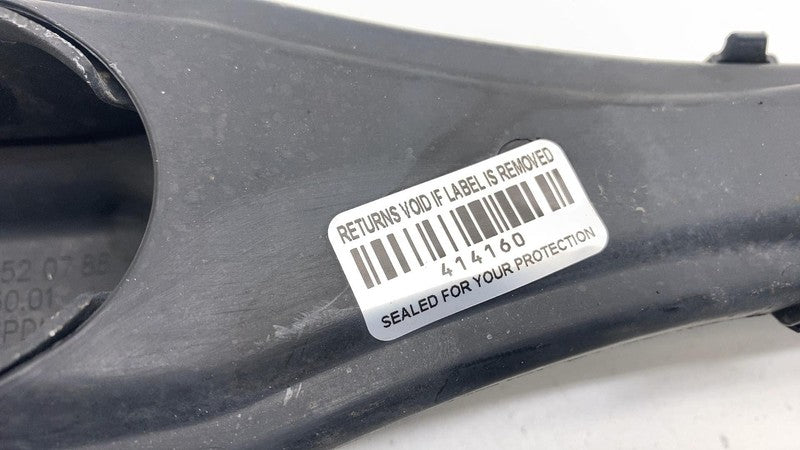 RETURNS VOID IF LABEL IS REMOVED
414160
SEALED FOR YOUR PROTECTION